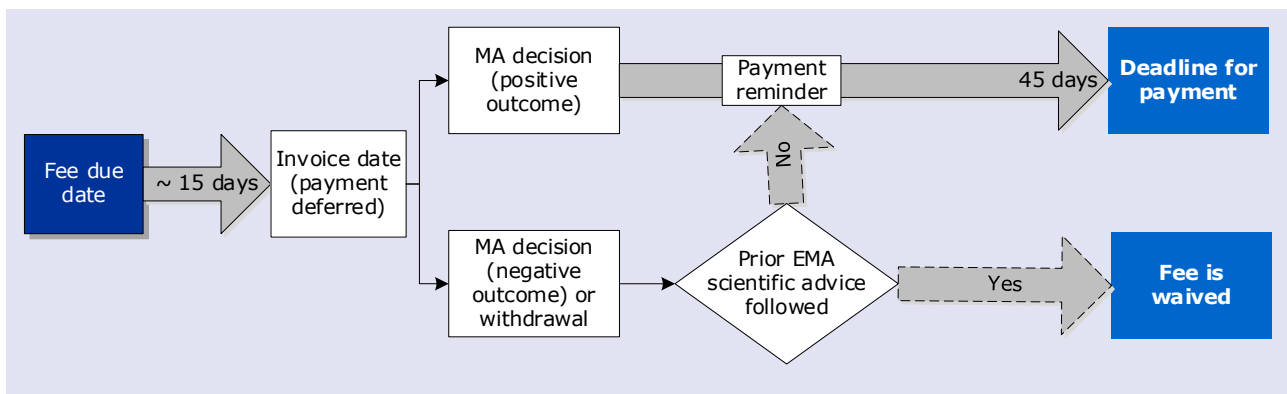 Fee due
date
~ 15 days
Invoice date
(payment
deferred)
MA decision
(positive
outcome)
Payment
reminder
45 days
Deadline for
payment
MA decision
(negative
outcome) or
withdrawal
Prior EMA
scientific advice
followed
No
Yes
Fee is
waived